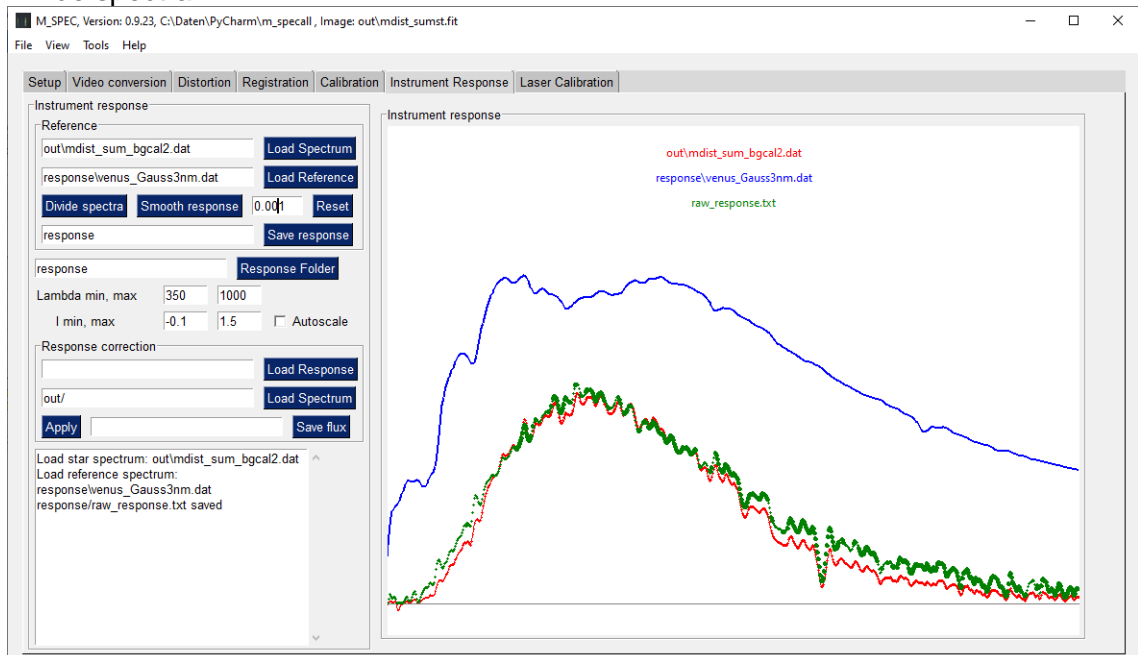 M_SPEC, Version: 0.9.23, C:\Daten\PyCharm\m_specall , Image: out\mdist_sumst.fit
File View Tools Help
Setup Video conversion Distortion Registration Calibration Instrument Response Laser Calibration
Instrument response
Reference
out\mdist_sum_bgcal2.dat Load Spectrum
response\venus_Gauss3nm.dat Load Reference
Divide spectra Smooth response 0.001 Reset
response Save response
response Response Folder
Lambda min, max 350 1000
I min, max -0.1 1.5 Autoscale
Response correction
Load Response
out/ Load Spectrum
Apply Save flux
Load star spectrum: out\mdist_sum_bgcal2.dat
Load reference spectrum:
response\venus_Gauss3nm.dat
response/raw_response.txt saved
Instrument response
out\mdist_sum_bgcal2.dat
response\venus_Gauss3nm.dat
raw_response.txt